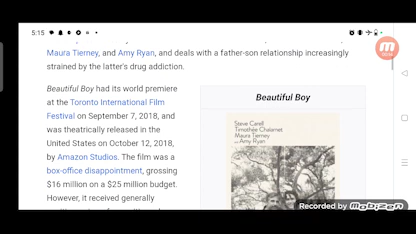 5:15
Maura Tierney, and Amy Ryan, and deals with a father-son relationship increasingly
strained by the latter's drug addiction.
Beautiful Boy had its world premiere
at the Toronto International Film
Festival on September 7, 2018, and
was theatrically released in the
United States on October 12, 2018,
by Amazon Studios. The film was a
box-office disappointment, grossing
$16 million on a $25 million budget.
However, it received generally
Beautiful Boy
Steve Carell
Timothée Chalamet
Maura Tierney
Amy Ryan
Recorded by Mobizen